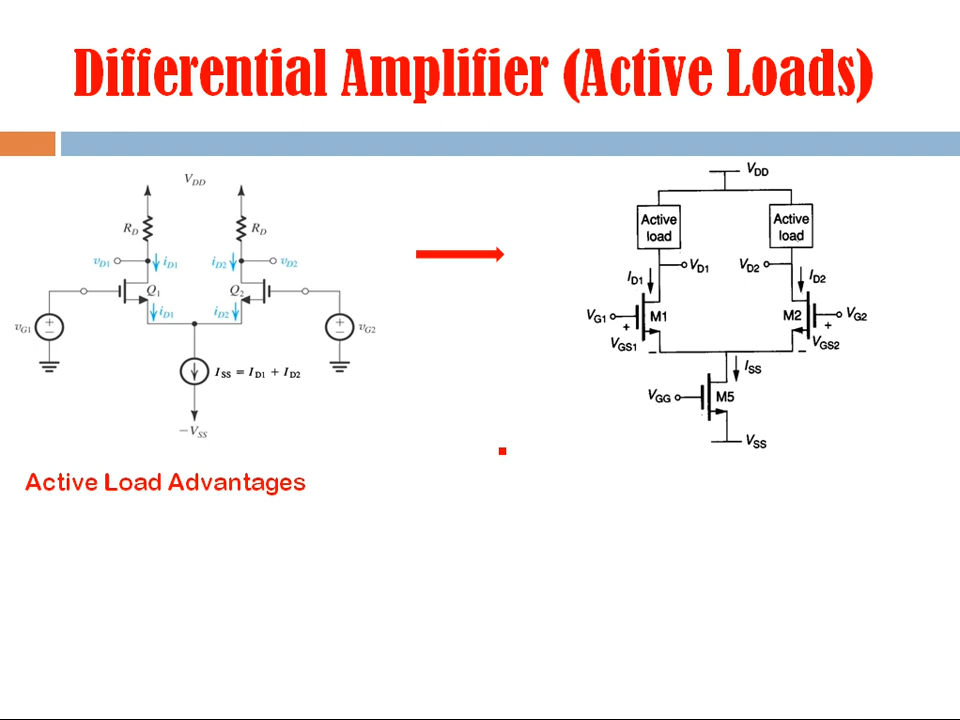 Differential Amplifier (Active Loads)
V_DD
R_D R_D
v_D1 i_D1 i_D2 v_D2
Q_1 Q_2
i_D1 i_D2
v_G1 + − + − v_G2
I_SS = I_D1 + I_D2
−V_SS
V_DD
Active load Active load
V_D1 V_D2
I_D1 I_D2
V_G1 M1 M2 V_G2
+ +
V_GS1 − − V_GS2
I_SS
V_GG M5
V_SS
Active Load Advantages